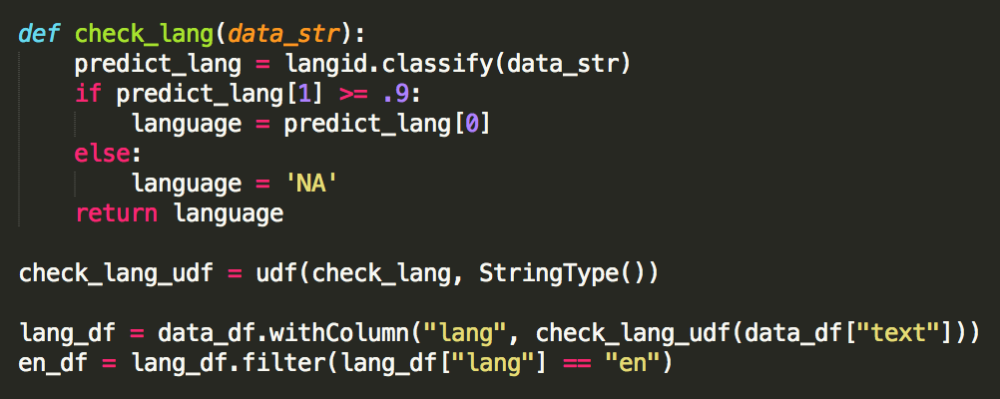 def check_lang(data_str):
    predict_lang = langid.classify(data_str)
    if predict_lang[1] >= .9:
        language = predict_lang[0]
    else:
        language = 'NA'
    return language

check_lang_udf = udf(check_lang, StringType())

lang_df = data_df.withColumn("lang", check_lang_udf(data_df["text"]))
en_df = lang_df.filter(lang_df["lang"] == "en")